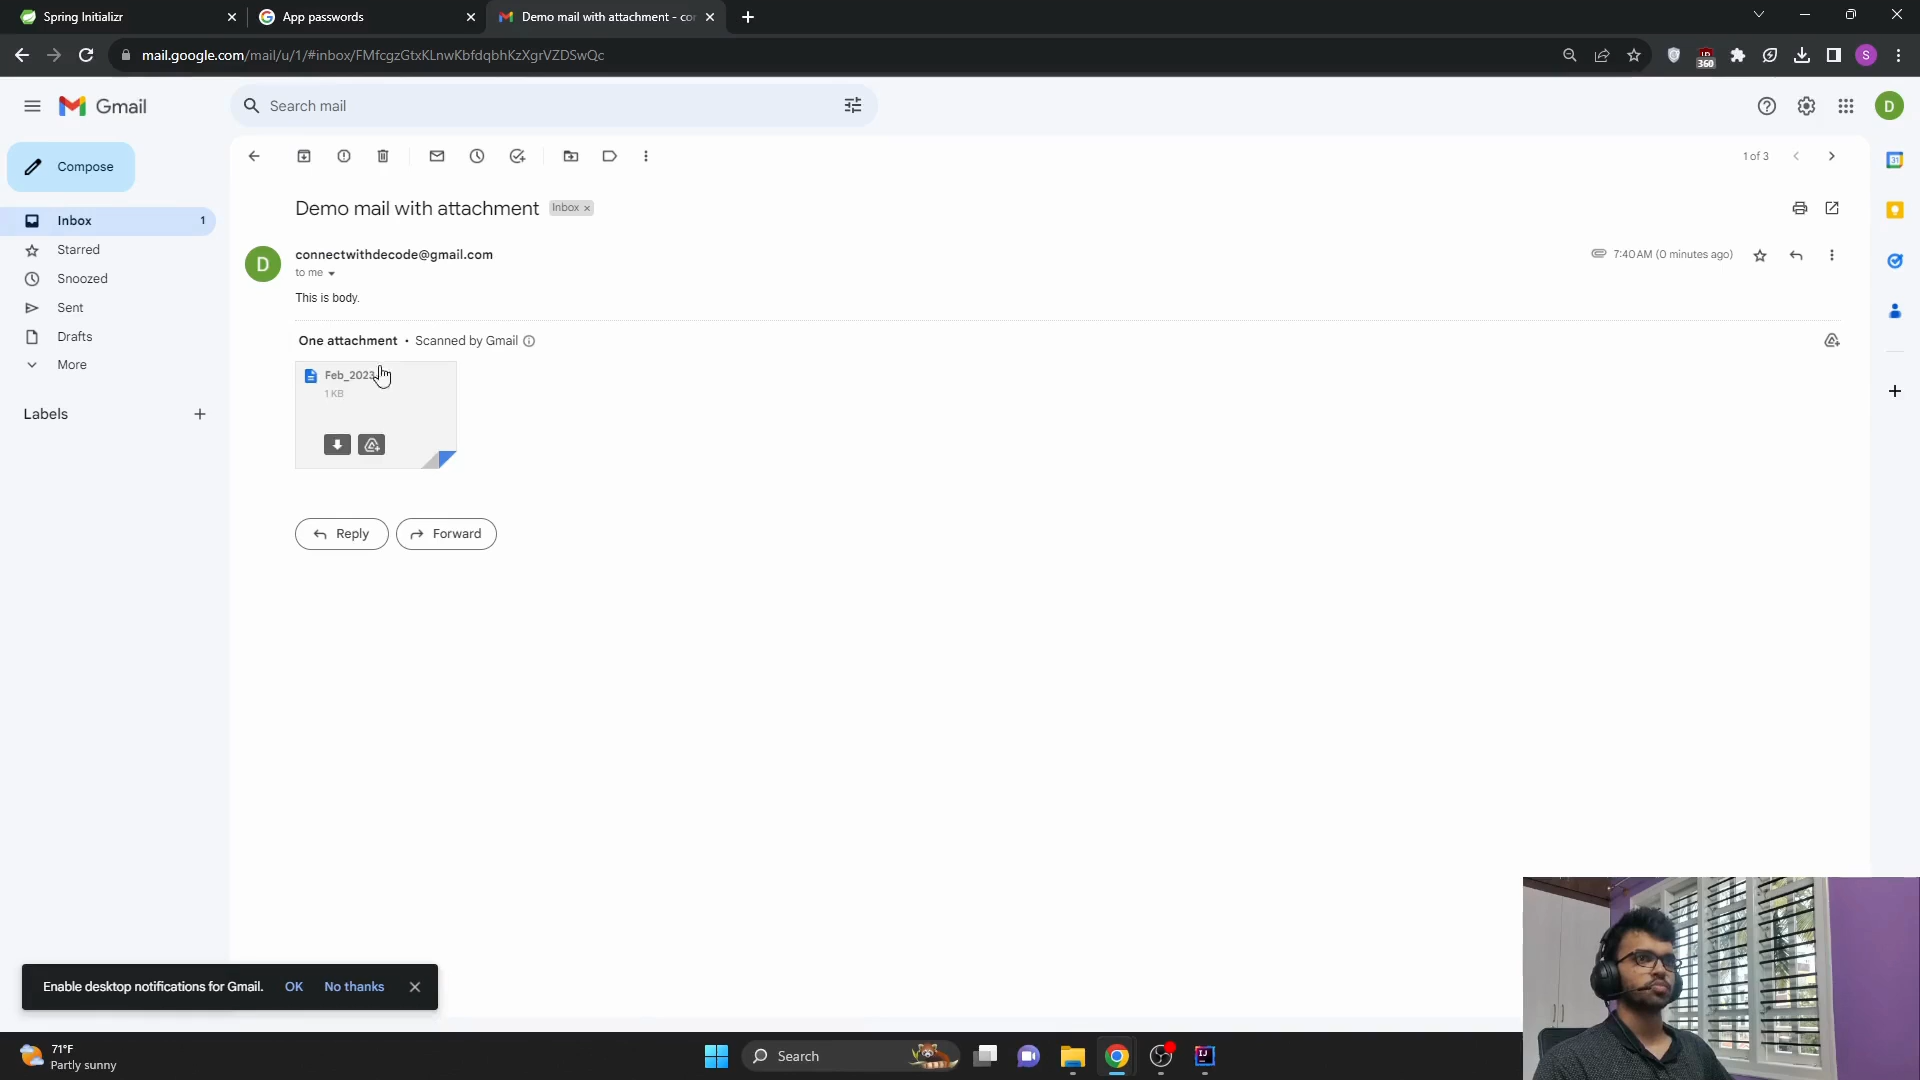 Spring Initializr
App passwords
Demo mail with attachment - co
mail.google.com/mail/u/1/#inbox/FMfcgzGtxKLnwKbfdqbhKzXgrVZDSwQc
360
S
Gmail
Search mail
D
Compose
1 of 3
31
Inbox 1
Starred
Snoozed
Sent
Drafts
More
Labels
Demo mail with attachment Inbox ×
D
connectwithdecode@gmail.com
7:40 AM (0 minutes ago)
to me
This is body.
One attachment • Scanned by Gmail
Feb_2023
1 KB
Reply
Forward
Enable desktop notifications for Gmail. OK No thanks
71°F
Partly sunny
Search
IJ